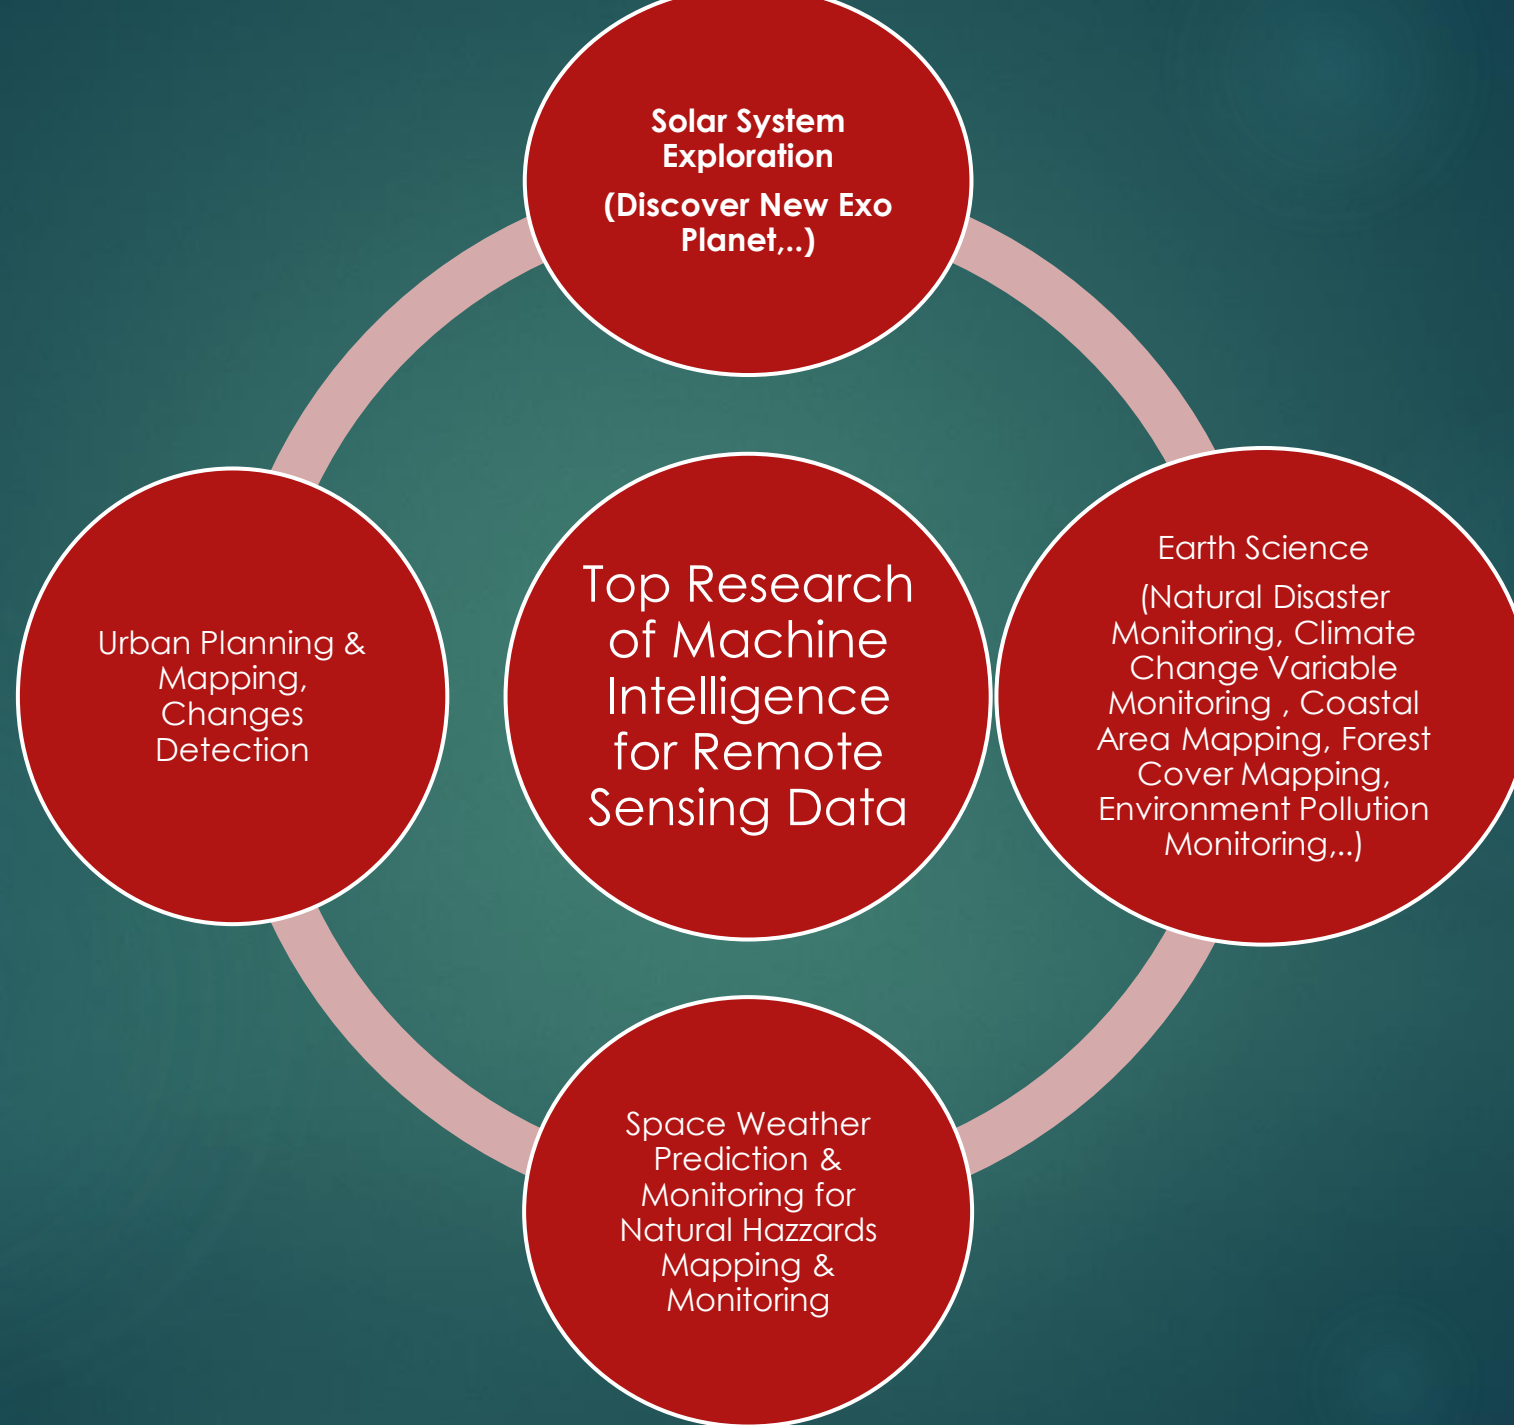 Solar System
Exploration
(Discover New Exo
Planet,..)
Urban Planning &
Mapping,
Changes
Detection
Top Research
of Machine
Intelligence
for Remote
Sensing Data
Earth Science
(Natural Disaster
Monitoring, Climate
Change Variable
Monitoring , Coastal
Area Mapping, Forest
Cover Mapping,
Environment Pollution
Monitoring,..)
Space Weather
Prediction &
Monitoring for
Natural Hazzards
Mapping &
Monitoring